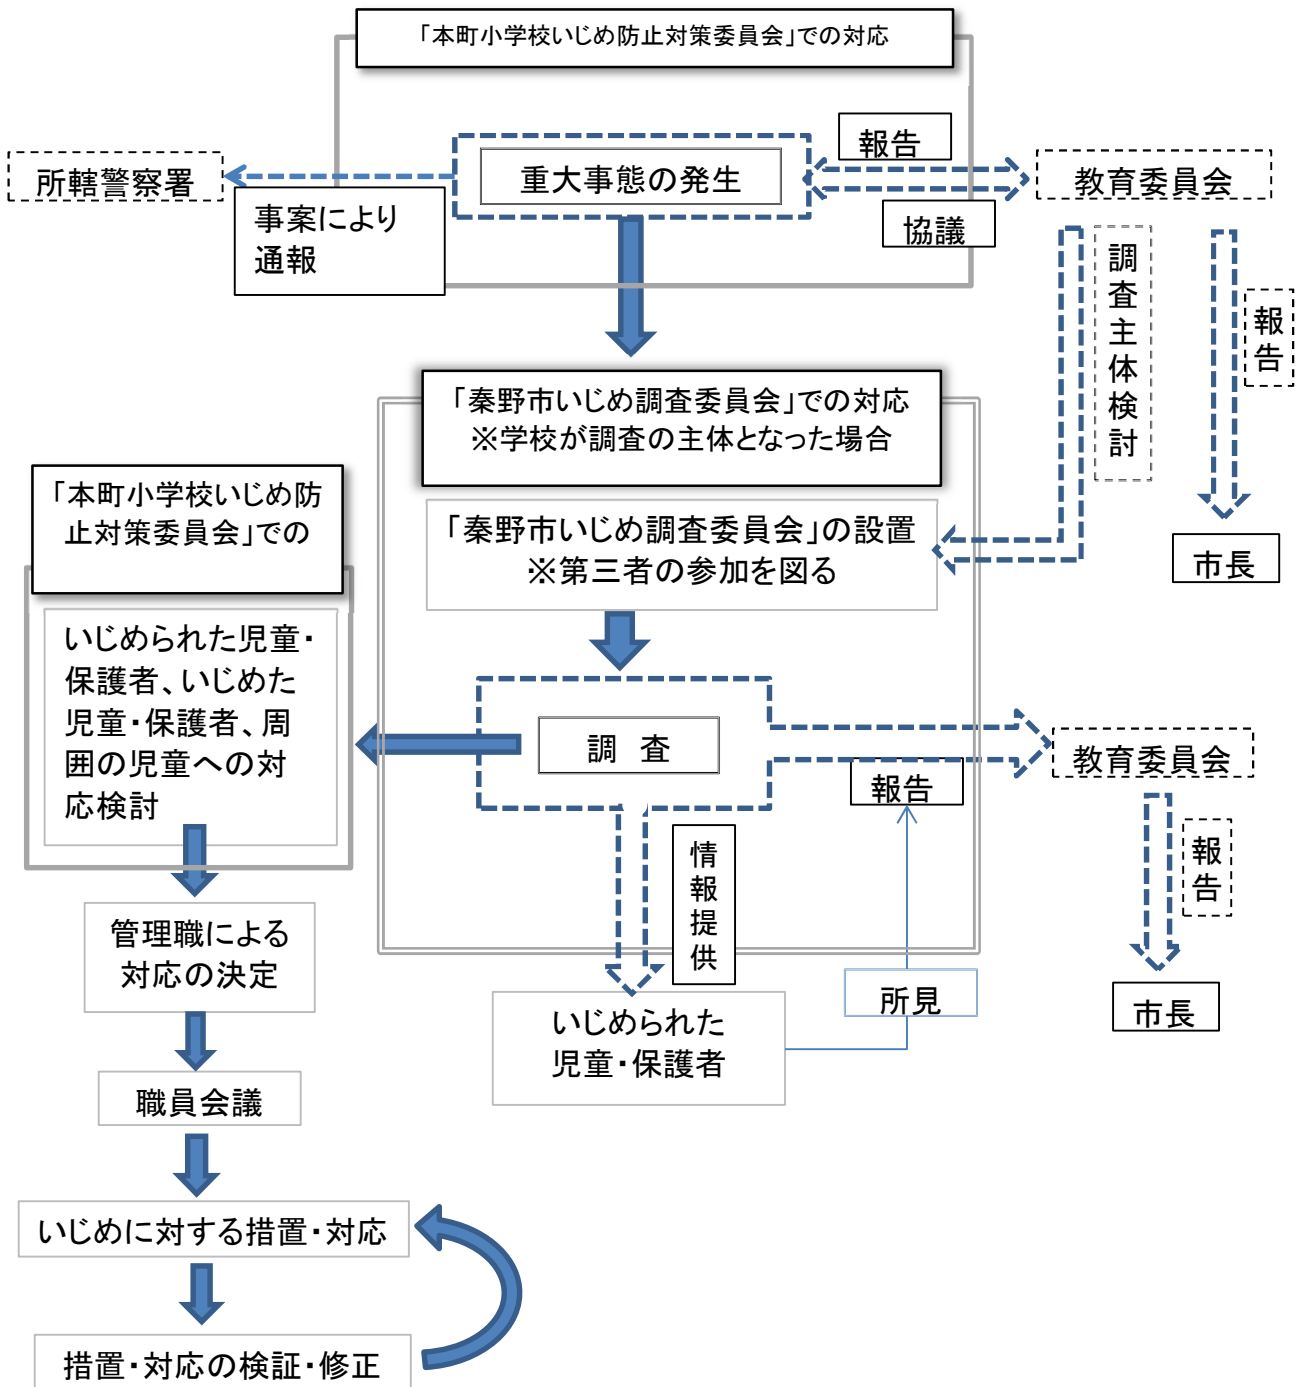 「本町小学校いじめ防止対策委員会」での対応
報告
所轄警察署
重大事態の発生
教育委員会
事案により
通報
協議
調査主体検討
報告
市長
「秦野市いじめ調査委員会」での対応
※学校が調査の主体となった場合
「秦野市いじめ調査委員会」の設置
※第三者の参加を図る
「本町小学校いじめ防
止対策委員会」での
いじめられた児童・
保護者、いじめた
児童・保護者、周
囲の児童への対
応検討
調 査
報告
教育委員会
情報提供
報告
市長
所見
いじめられた
児童・保護者
管理職による
対応の決定
職員会議
いじめに対する措置・対応
措置・対応の検証・修正